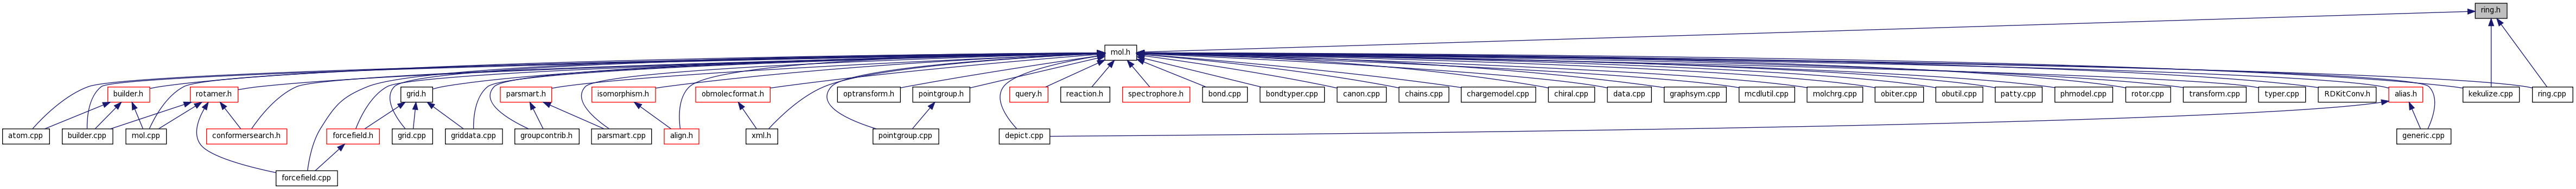 ring.h
mol.h
builder.h
rotamer.h
grid.h
parsmart.h
isomorphism.h
obmolecformat.h
optransform.h
pointgroup.h
query.h
reaction.h
spectrophore.h
bond.cpp
bondtyper.cpp
canon.cpp
chains.cpp
chargemodel.cpp
chiral.cpp
data.cpp
graphsym.cpp
mcdlutil.cpp
molchrg.cpp
obiter.cpp
obutil.cpp
patty.cpp
phmodel.cpp
rotor.cpp
transform.cpp
typer.cpp
RDKitConv.h
alias.h
kekulize.cpp
ring.cpp
atom.cpp
builder.cpp
mol.cpp
conformersearch.h
forcefield.h
grid.cpp
griddata.cpp
groupcontrib.h
parsmart.cpp
align.h
xml.h
pointgroup.cpp
depict.cpp
generic.cpp
forcefield.cpp